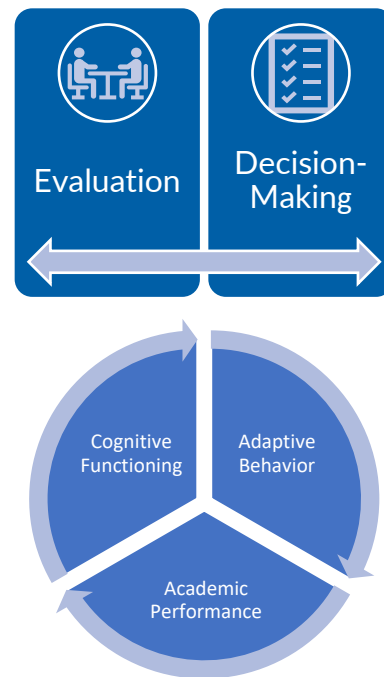 Evaluation
Decision-
Making
Cognitive
Functioning
Adaptive
Behavior
Academic
Performance